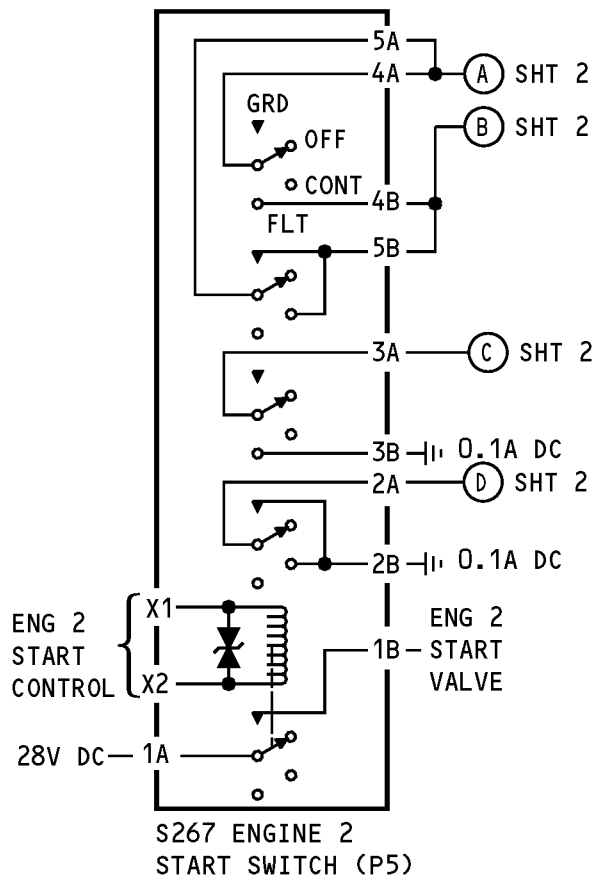 5A
4A
A SHT 2
GRD
B SHT 2
OFF
CONT
4B
FLT
5B
3A
C SHT 2
3B
0.1A DC
2A
D SHT 2
2B
0.1A DC
X1
ENG 2
START
CONTROL
X2
1B
ENG 2
START
VALVE
28V DC
1A
S267 ENGINE 2
START SWITCH (P5)